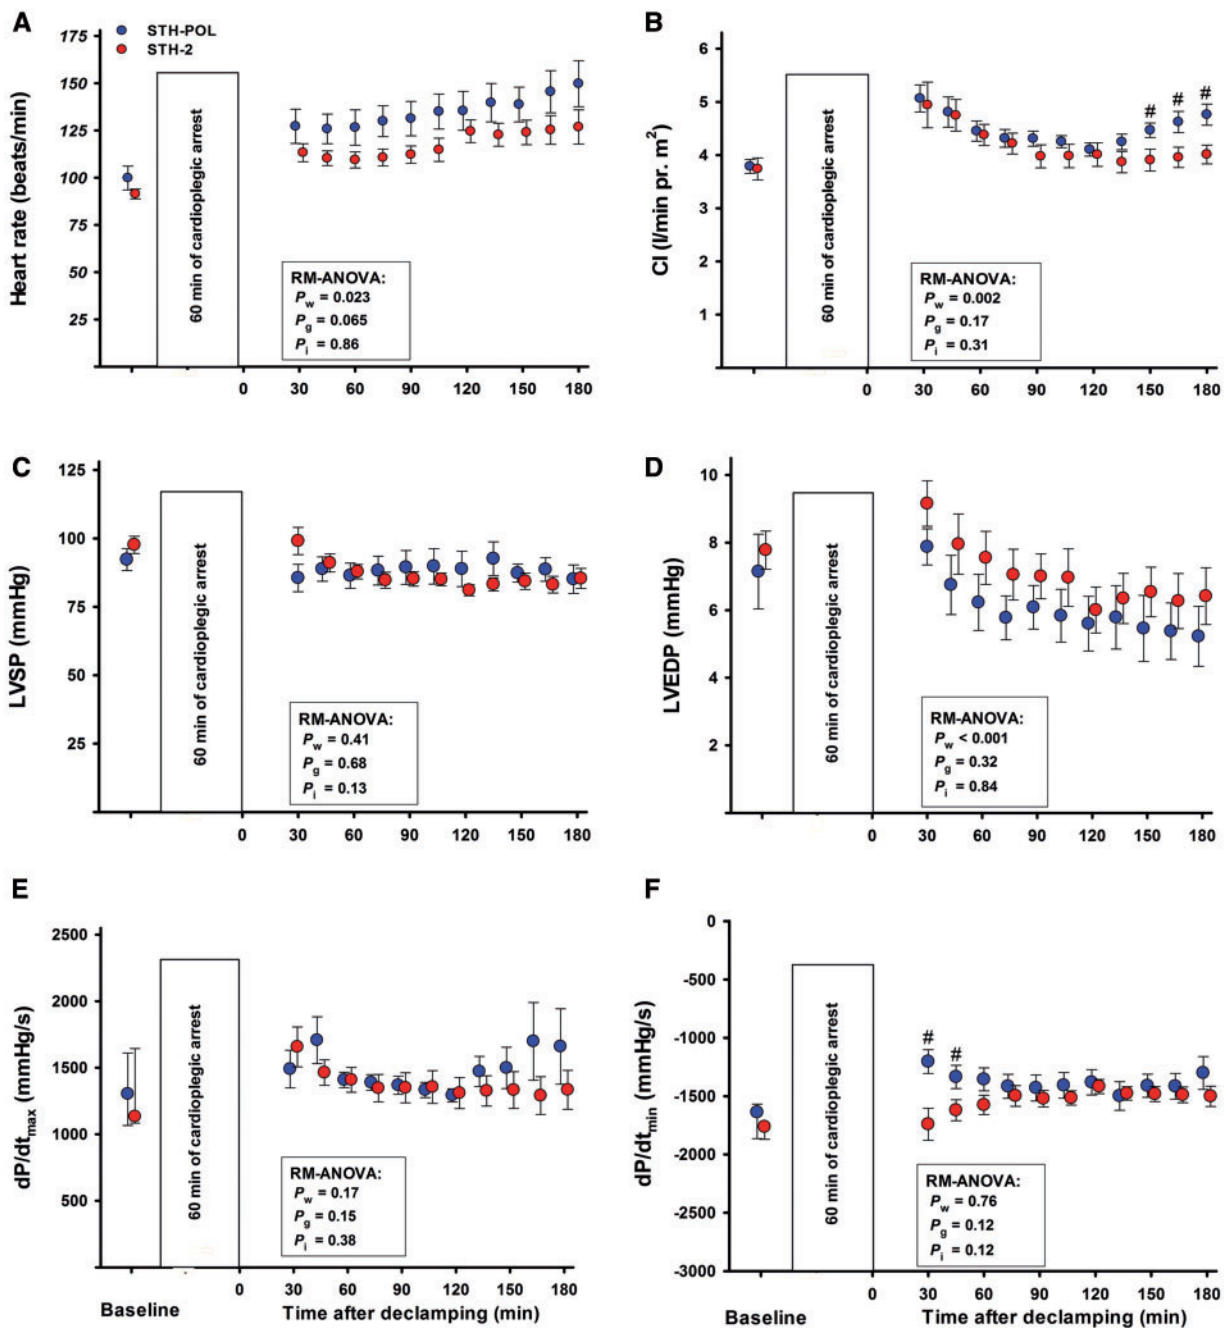 A
175
STH-POL
STH-2
150
125
100
75
50
25
Heart rate (beats/min)
60 min of cardioplegic arrest
RM-ANOVA:
Pw = 0.023
Pg = 0.065
Pi = 0.86
0 30 60 90 120 150 180
B
6
5
4
3
2
1
CI (l/min pr. m²)
60 min of cardioplegic arrest
# # #
RM-ANOVA:
Pw = 0.002
Pg = 0.17
Pi = 0.31
0 30 60 90 120 150 180
C
125
100
75
50
25
LVSP (mmHg)
60 min of cardioplegic arrest
RM-ANOVA:
Pw = 0.41
Pg = 0.68
Pi = 0.13
0 30 60 90 120 150 180
D
10
8
6
4
2
LVEDP (mmHg)
60 min of cardioplegic arrest
RM-ANOVA:
Pw < 0.001
Pg = 0.32
Pi = 0.84
0 30 60 90 120 150 180
E
2500
2000
1500
1000
500
dP/dtmax (mmHg/s)
60 min of cardioplegic arrest
RM-ANOVA:
Pw = 0.17
Pg = 0.15
Pi = 0.38
0 30 60 90 120 150 180
Baseline Time after declamping (min)
F
0
-500
-1000
-1500
-2000
-2500
-3000
dP/dtmin (mmHg/s)
60 min of cardioplegic arrest
# #
RM-ANOVA:
Pw = 0.76
Pg = 0.12
Pi = 0.12
0 30 60 90 120 150 180
Baseline Time after declamping (min)